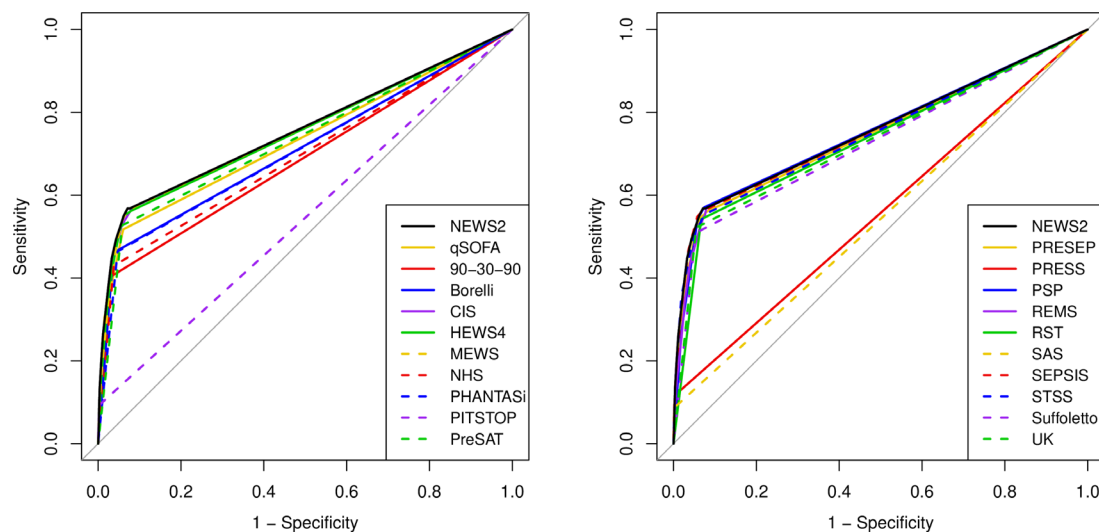 1.0
0.8
0.6
0.4
0.2
0.0
Sensitivity
0.0 0.2 0.4 0.6 0.8 1.0
1 − Specificity
NEWS2
qSOFA
90−30−90
Borelli
CIS
HEWS4
MEWS
NHS
PHANTASi
PITSTOP
PreSAT
1.0
0.8
0.6
0.4
0.2
0.0
Sensitivity
0.0 0.2 0.4 0.6 0.8 1.0
1 − Specificity
NEWS2
PRESEP
PRESS
PSP
REMS
RST
SAS
SEPSIS
STSS
Suffoletto
UK